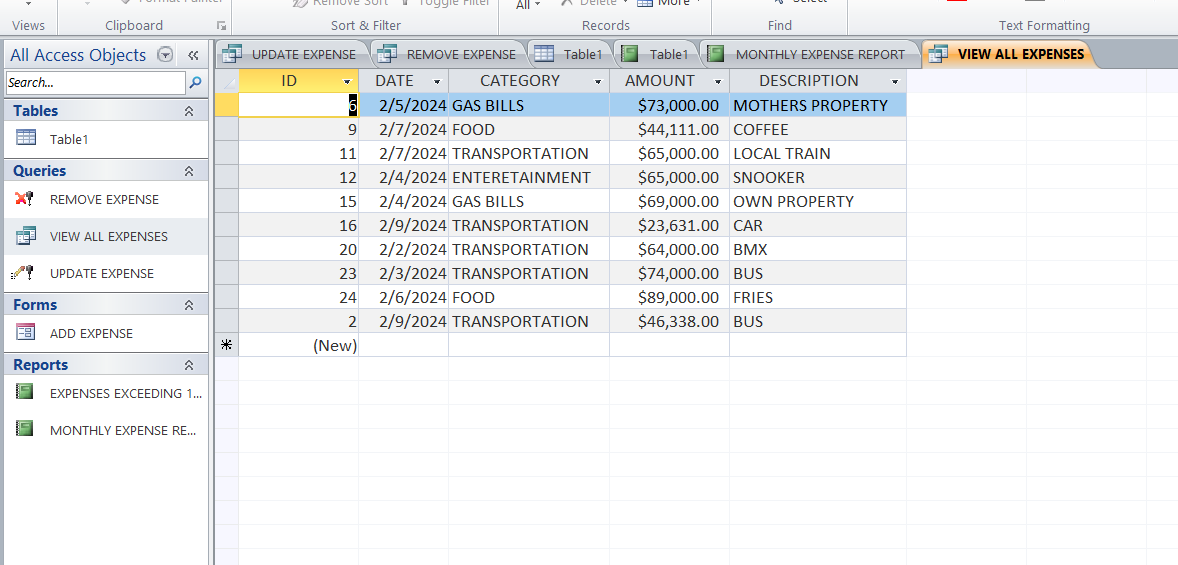 Format Painter
Remove Sort Toggle Filter All Delete More Select
Views Clipboard Sort & Filter Records Find Text Formatting
All Access Objects «
Search...
Tables
Table1
Queries
REMOVE EXPENSE
VIEW ALL EXPENSES
UPDATE EXPENSE
Forms
ADD EXPENSE
Reports
EXPENSES EXCEEDING 1...
MONTHLY EXPENSE RE...
UPDATE EXPENSE REMOVE EXPENSE Table1 Table1 MONTHLY EXPENSE REPORT VIEW ALL EXPENSES
ID DATE CATEGORY AMOUNT DESCRIPTION
6 2/5/2024 GAS BILLS $73,000.00 MOTHERS PROPERTY
9 2/7/2024 FOOD $44,111.00 COFFEE
11 2/7/2024 TRANSPORTATION $65,000.00 LOCAL TRAIN
12 2/4/2024 ENTERETAINMENT $65,000.00 SNOOKER
15 2/4/2024 GAS BILLS $69,000.00 OWN PROPERTY
16 2/9/2024 TRANSPORTATION $23,631.00 CAR
20 2/2/2024 TRANSPORTATION $64,000.00 BMX
23 2/3/2024 TRANSPORTATION $74,000.00 BUS
24 2/6/2024 FOOD $89,000.00 FRIES
2 2/9/2024 TRANSPORTATION $46,338.00 BUS
(New)